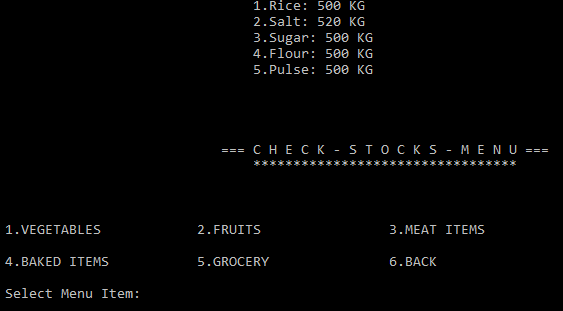 1.Rice: 500 KG
2.Salt: 520 KG
3.Sugar: 500 KG
4.Flour: 500 KG
5.Pulse: 500 KG
=== C H E C K - S T O C K S - M E N U ===
*********************************
1.VEGETABLES 2.FRUITS 3.MEAT ITEMS
4.BAKED ITEMS 5.GROCERY 6.BACK
Select Menu Item: